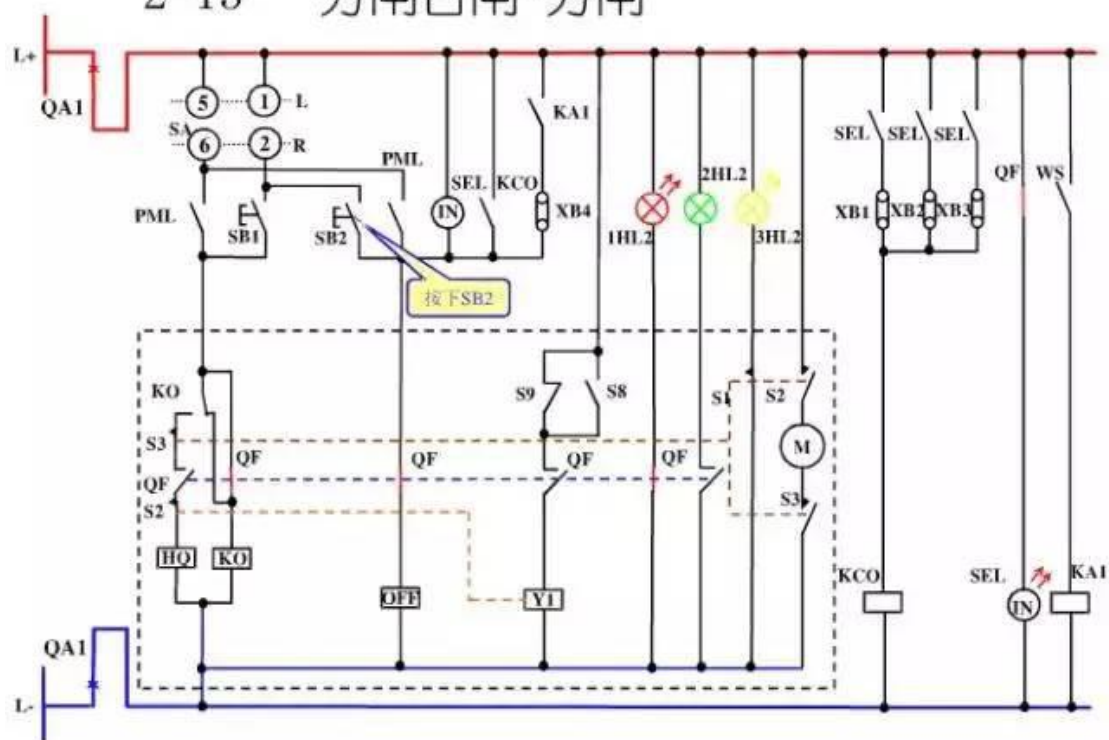 L+
QA1
5 1 L
SA
6 2 R
PML
KA1
SEL KCO
XB4
PML
SB1
SB2
IN
按下SB2
1HL2
2HL2
3HL2
SEL SEL SEL
XB1 XB2 XB3
QF WS
KO
S9 S8
S1 S2
S3
M
QF QF QF QF
QF
S2
S3
HQ KO
OFF
Y1
KCO
SEL
IN
KA1
QA1
L-